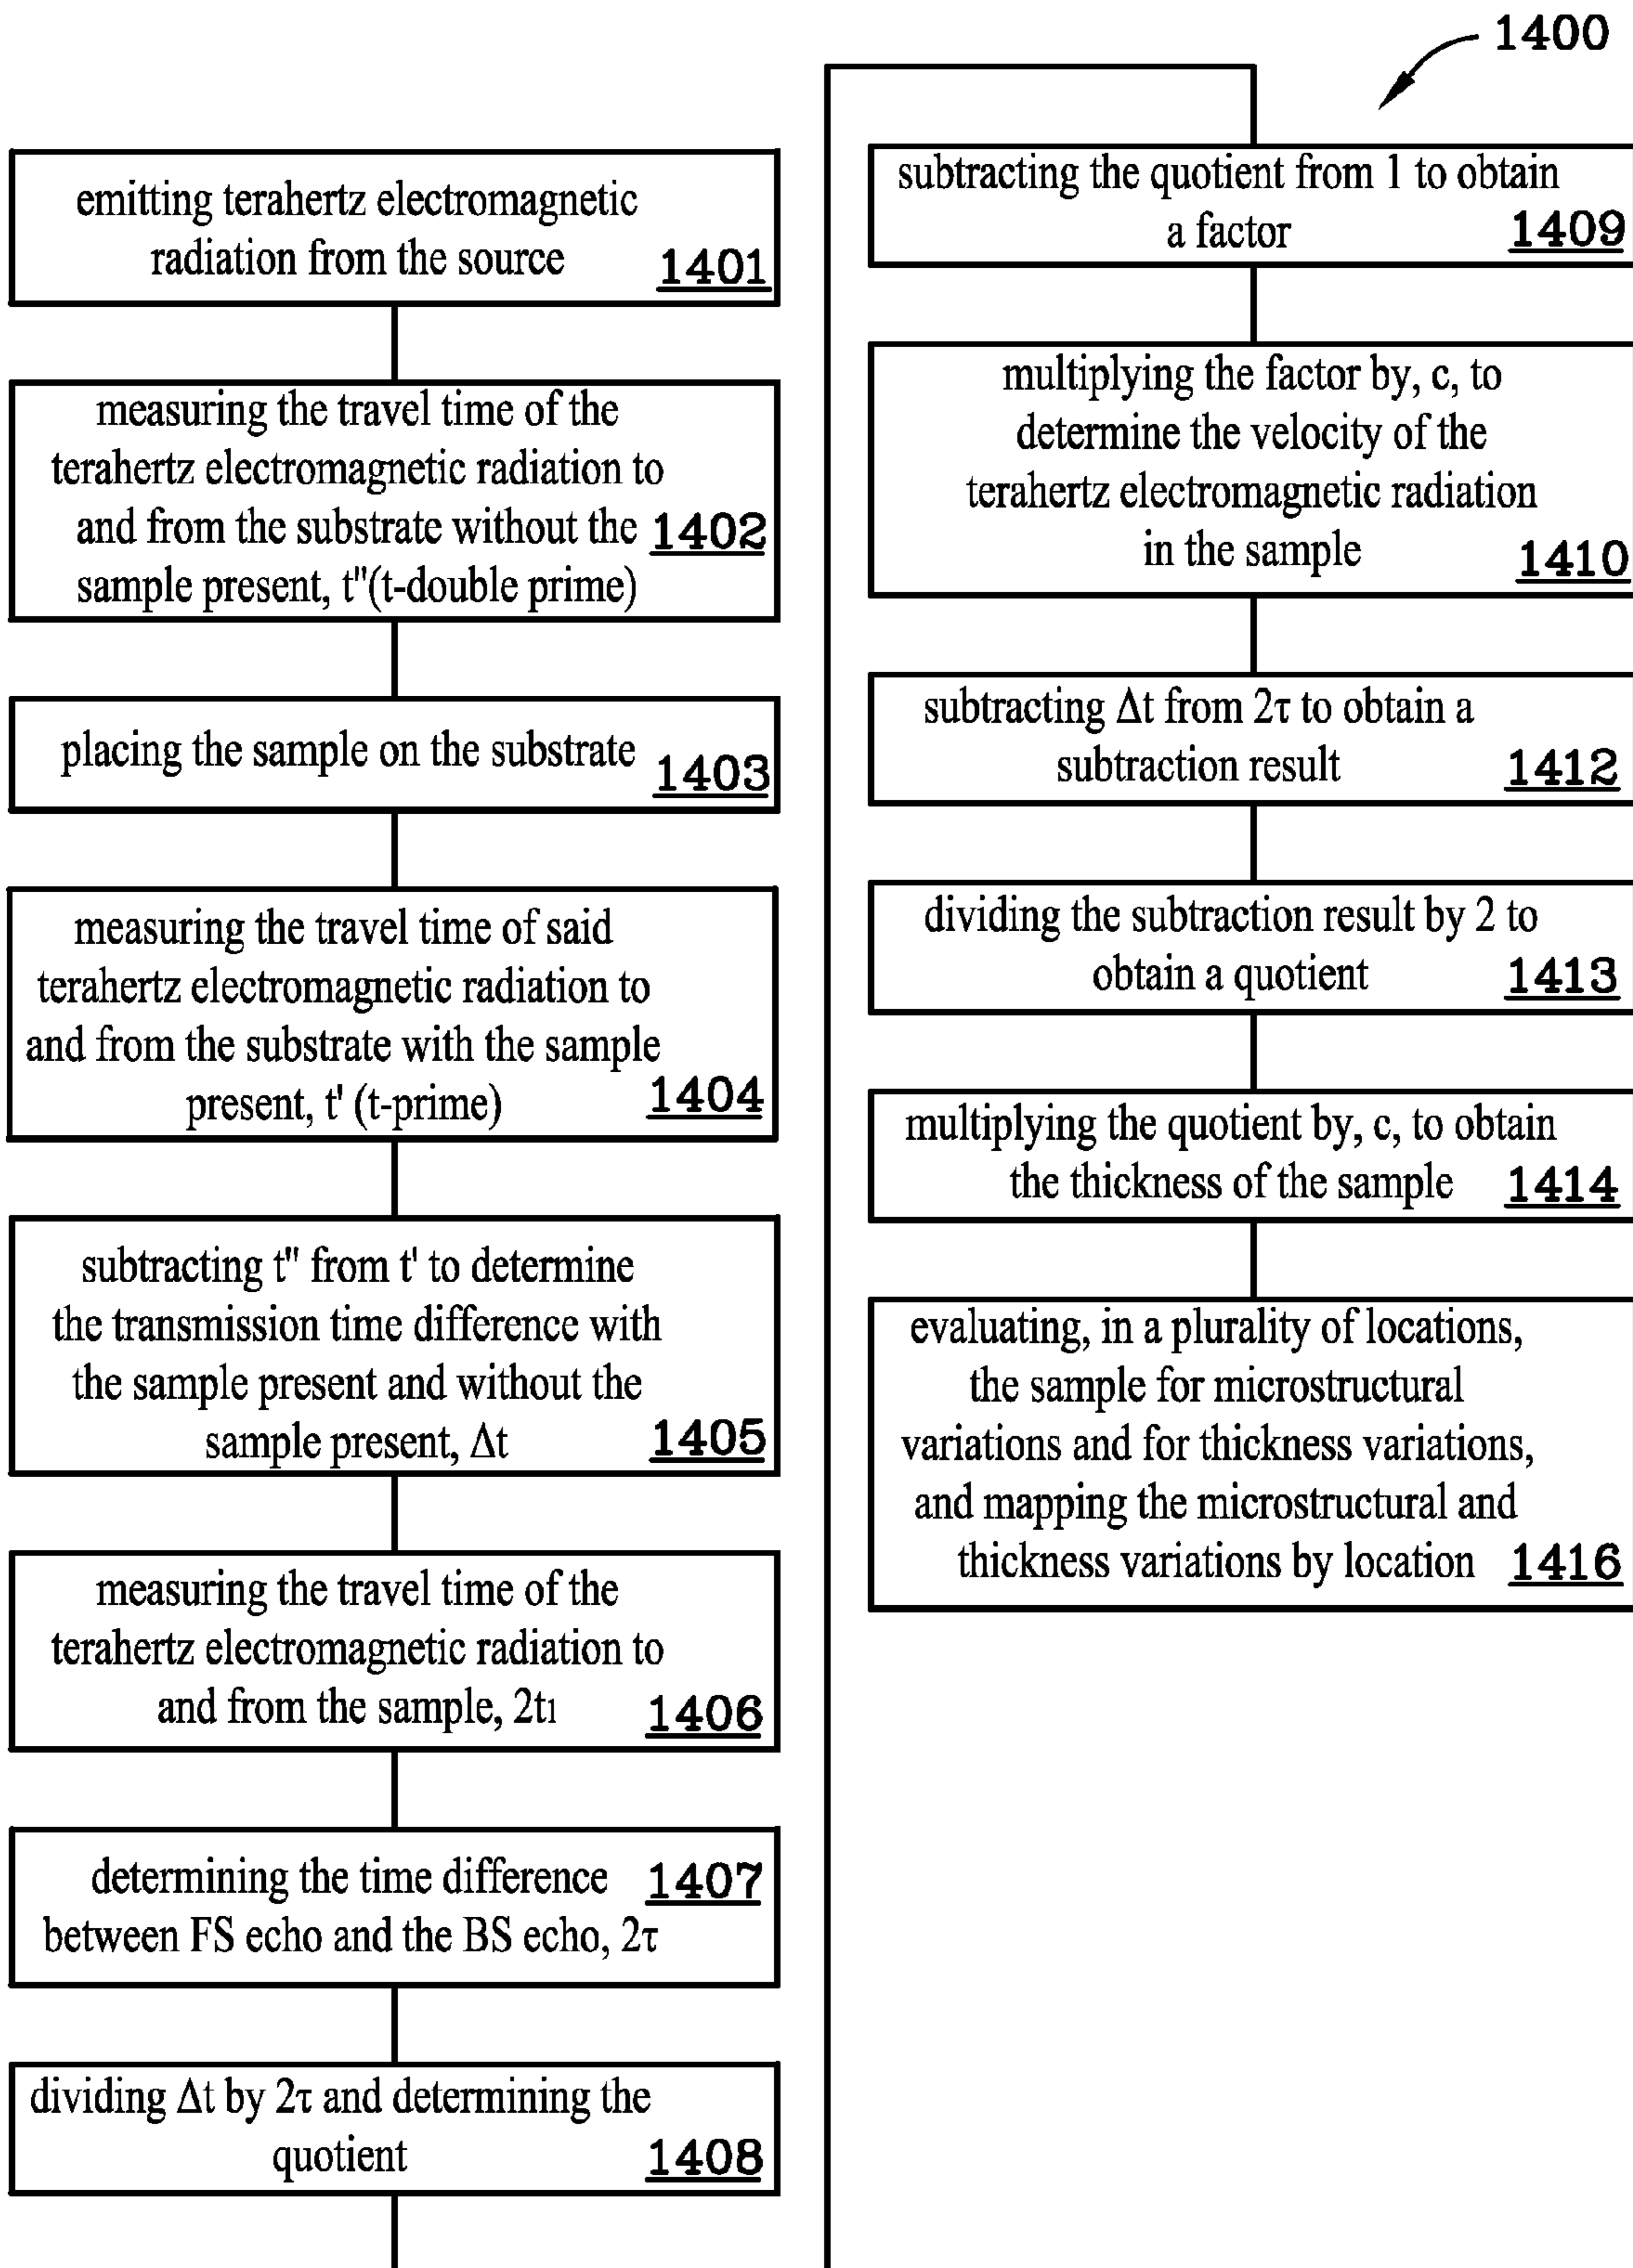 1400
emitting terahertz electromagnetic
radiation from the source 1401
measuring the travel time of the
terahertz electromagnetic radiation to
and from the substrate without the 1402
sample present, t"(t-double prime)
placing the sample on the substrate 1403
measuring the travel time of said
terahertz electromagnetic radiation to
and from the substrate with the sample
present, t' (t-prime) 1404
subtracting t" from t' to determine
the transmission time difference with
the sample present and without the
sample present, Δt 1405
measuring the travel time of the
terahertz electromagnetic radiation to
and from the sample, 2t₁ 1406
determining the time difference 1407
between FS echo and the BS echo, 2τ
dividing Δt by 2τ and determining the
quotient 1408
subtracting the quotient from 1 to obtain
a factor 1409
multiplying the factor by, c, to
determine the velocity of the
terahertz electromagnetic radiation
in the sample 1410
subtracting Δt from 2τ to obtain a
subtraction result 1412
dividing the subtraction result by 2 to
obtain a quotient 1413
multiplying the quotient by, c, to obtain
the thickness of the sample 1414
evaluating, in a plurality of locations,
the sample for microstructural
variations and for thickness variations,
and mapping the microstructural and
thickness variations by location 1416